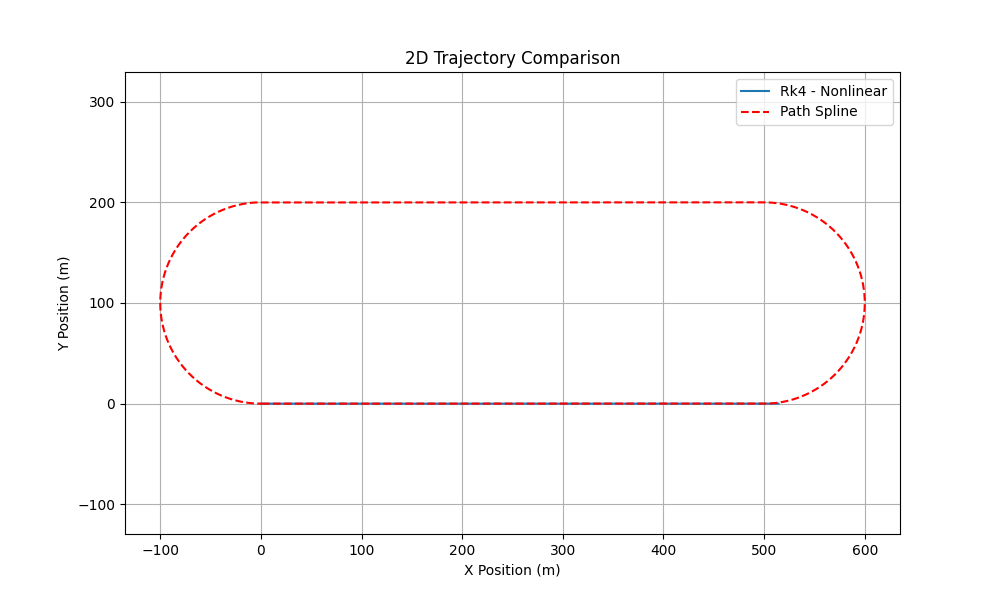 2D Trajectory Comparison
Rk4 - Nonlinear
Path Spline
Y Position (m)
300
200
100
0
−100
−100
0
100
200
300
400
500
600
X Position (m)